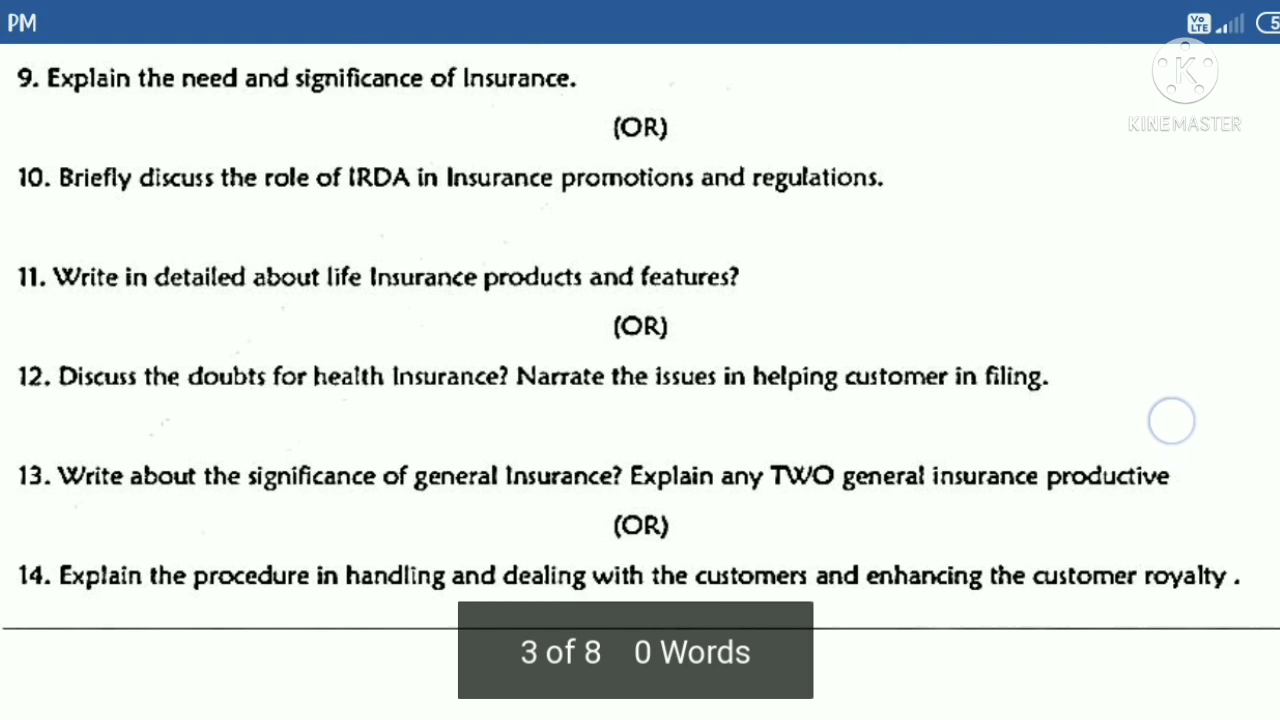 PM
Vo
LTE
5
KINEMASTER
9. Explain the need and significance of Insurance.
(OR)
10. Briefly discuss the role of IRDA in Insurance promotions and regulations.
11. Write in detailed about life Insurance products and features?
(OR)
12. Discuss the doubts for health Insurance? Narrate the issues in helping customer in filing.
13. Write about the significance of general Insurance? Explain any TWO general insurance productive
(OR)
14. Explain the procedure in handling and dealing with the customers and enhancing the customer royalty .
3 of 8 0 Words